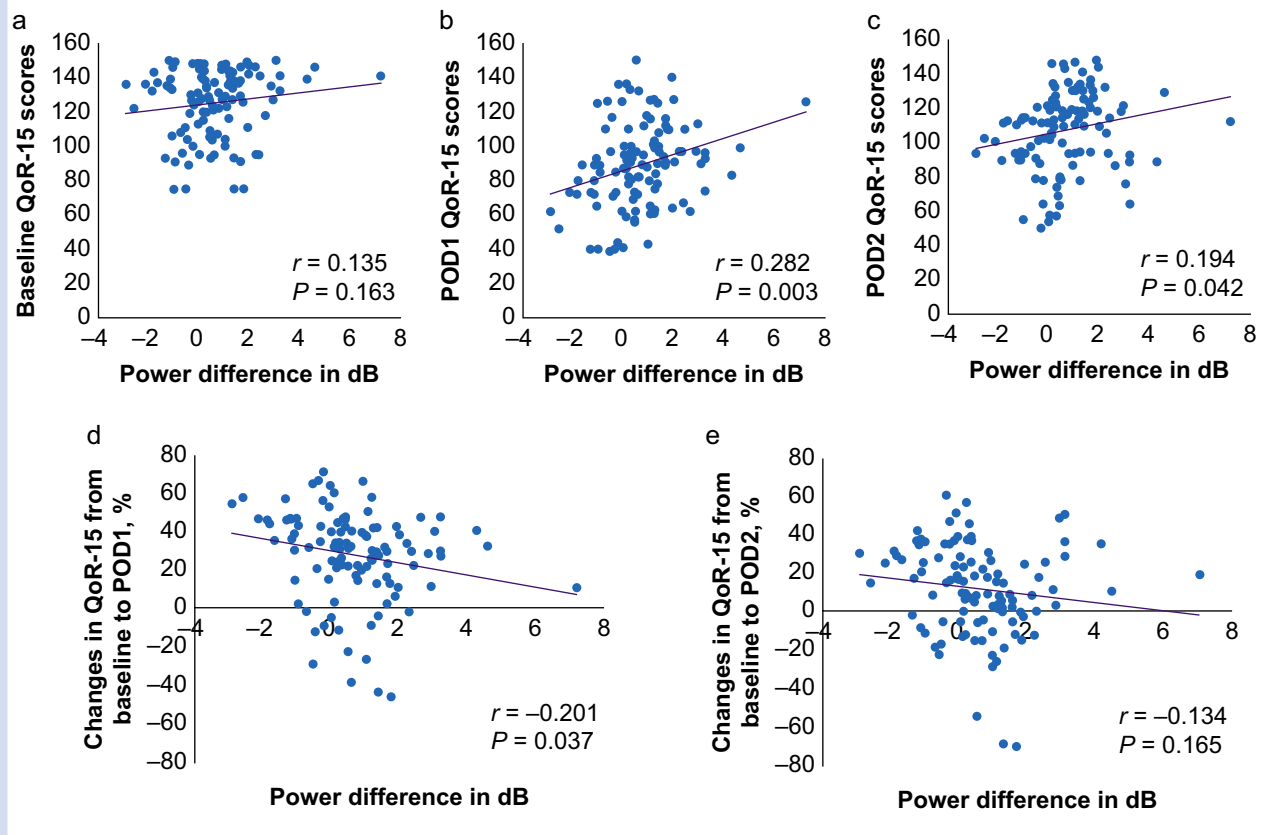 a
Baseline QoR-15 scores
160
140
120
100
80
60
40
20
0
–4 –2 0 2 4 6 8
r = 0.135
P = 0.163
Power difference in dB
b
POD1 QoR-15 scores
160
140
120
100
80
60
40
20
0
–4 –2 0 2 4 6 8
r = 0.282
P = 0.003
Power difference in dB
c
POD2 QoR-15 scores
160
140
120
100
80
60
40
20
0
–4 –2 0 2 4 6 8
r = 0.194
P = 0.042
Power difference in dB
d
Changes in QoR-15 from
baseline to POD1, %
80
60
40
20
0
–20
–40
–60
–80
–4 –2 0 2 4 6 8
r = –0.201
P = 0.037
Power difference in dB
e
Changes in QoR-15 from
baseline to POD2, %
80
60
40
20
0
–20
–40
–60
–80
–4 –2 0 2 4 6 8
r = –0.134
P = 0.165
Power difference in dB